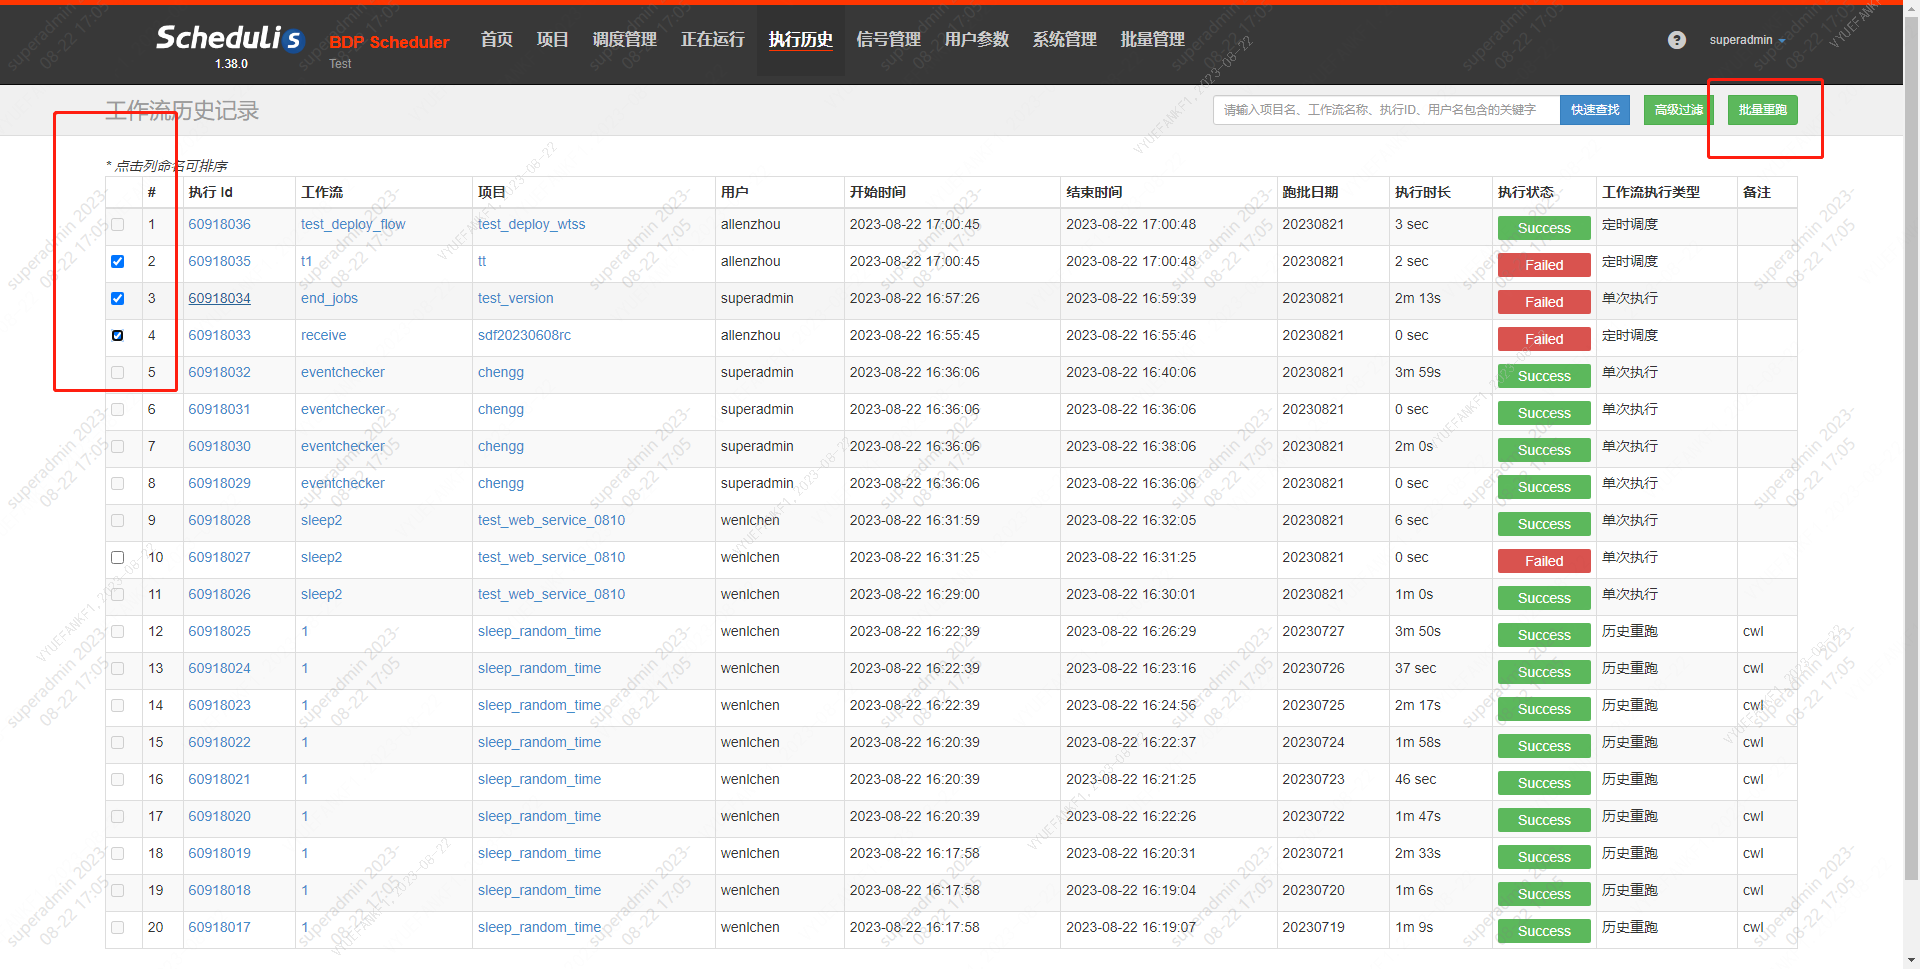 Schedulis
1.38.0
BDP Scheduler
Test
首页 项目 调度管理 正在运行 执行历史 信号管理 用户参数 系统管理 批量管理
superadmin
工作流历史记录
请输入项目名、工作流名称、执行ID、用户名包含的关键字 快速查找 高级过滤 批量重跑
* 点击列命名可排序
# 执行 Id 工作流 项目 用户 开始时间 结束时间 跑批日期 执行时长 执行状态 工作流执行类型 备注
1 60918036 test_deploy_flow test_deploy_wtss allenzhou 2023-08-22 17:00:45 2023-08-22 17:00:48 20230821 3 sec Success 定时调度
2 60918035 t1 tt allenzhou 2023-08-22 17:00:45 2023-08-22 17:00:48 20230821 2 sec Failed 定时调度
3 60918034 end_jobs test_version superadmin 2023-08-22 16:57:26 2023-08-22 16:59:39 20230821 2m 13s Failed 单次执行
4 60918033 receive sdf20230608rc allenzhou 2023-08-22 16:55:45 2023-08-22 16:55:46 20230821 0 sec Failed 定时调度
5 60918032 eventchecker chengg superadmin 2023-08-22 16:36:06 2023-08-22 16:40:06 20230821 3m 59s Success 单次执行
6 60918031 eventchecker chengg superadmin 2023-08-22 16:36:06 2023-08-22 16:36:06 20230821 0 sec Success 单次执行
7 60918030 eventchecker chengg superadmin 2023-08-22 16:36:06 2023-08-22 16:38:06 20230821 2m 0s Success 单次执行
8 60918029 eventchecker chengg superadmin 2023-08-22 16:36:06 2023-08-22 16:36:06 20230821 0 sec Success 单次执行
9 60918028 sleep2 test_web_service_0810 wenlchen 2023-08-22 16:31:59 2023-08-22 16:32:05 20230821 6 sec Success 单次执行
10 60918027 sleep2 test_web_service_0810 wenlchen 2023-08-22 16:31:25 2023-08-22 16:31:25 20230821 0 sec Failed 单次执行
11 60918026 sleep2 test_web_service_0810 wenlchen 2023-08-22 16:29:00 2023-08-22 16:30:01 20230821 1m 0s Success 单次执行
12 60918025 1 sleep_random_time wenlchen 2023-08-22 16:22:39 2023-08-22 16:26:29 20230727 3m 50s Success 历史重跑 cwl
13 60918024 1 sleep_random_time wenlchen 2023-08-22 16:22:39 2023-08-22 16:23:16 20230726 37 sec Success 历史重跑 cwl
14 60918023 1 sleep_random_time wenlchen 2023-08-22 16:22:39 2023-08-22 16:24:56 20230725 2m 17s Success 历史重跑 cwl
15 60918022 1 sleep_random_time wenlchen 2023-08-22 16:20:39 2023-08-22 16:22:37 20230724 1m 58s Success 历史重跑 cwl
16 60918021 1 sleep_random_time wenlchen 2023-08-22 16:20:39 2023-08-22 16:21:25 20230723 46 sec Success 历史重跑 cwl
17 60918020 1 sleep_random_time wenlchen 2023-08-22 16:20:39 2023-08-22 16:22:26 20230722 1m 47s Success 历史重跑 cwl
18 60918019 1 sleep_random_time wenlchen 2023-08-22 16:17:58 2023-08-22 16:20:31 20230721 2m 33s Success 历史重跑 cwl
19 60918018 1 sleep_random_time wenlchen 2023-08-22 16:17:58 2023-08-22 16:19:04 20230720 1m 6s Success 历史重跑 cwl
20 60918017 1 sleep_random_time wenlchen 2023-08-22 16:17:58 2023-08-22 16:19:07 20230719 1m 9s Success 历史重跑 cwl